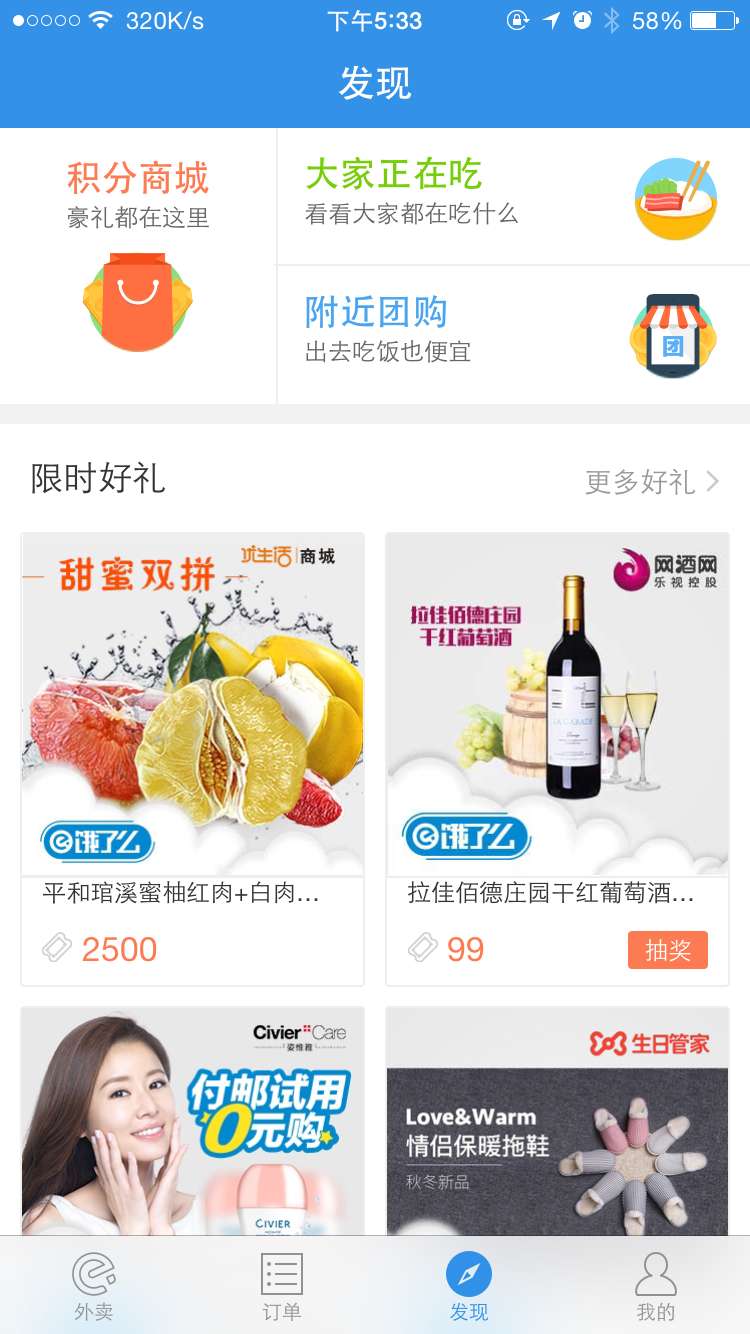 320K/s
下午5:33
58%
发现
积分商城
豪礼都在这里
大家正在吃
看看大家都在吃什么
附近团购
出去吃饭也便宜
团
限时好礼
更多好礼
优生活 商城
甜蜜双拼
饿了么
平和琯溪蜜柚红肉+白肉...
2500
网酒网
乐视控股
拉佳佰德庄园
干红葡萄酒
饿了么
拉佳佰德庄园干红葡萄酒...
99
抽奖
Civier Care
姿惟雅
付邮试用
0元购
CIVIER
生日管家
Love&Warm
情侣保暖拖鞋
秋冬新品
外卖
订单
发现
我的